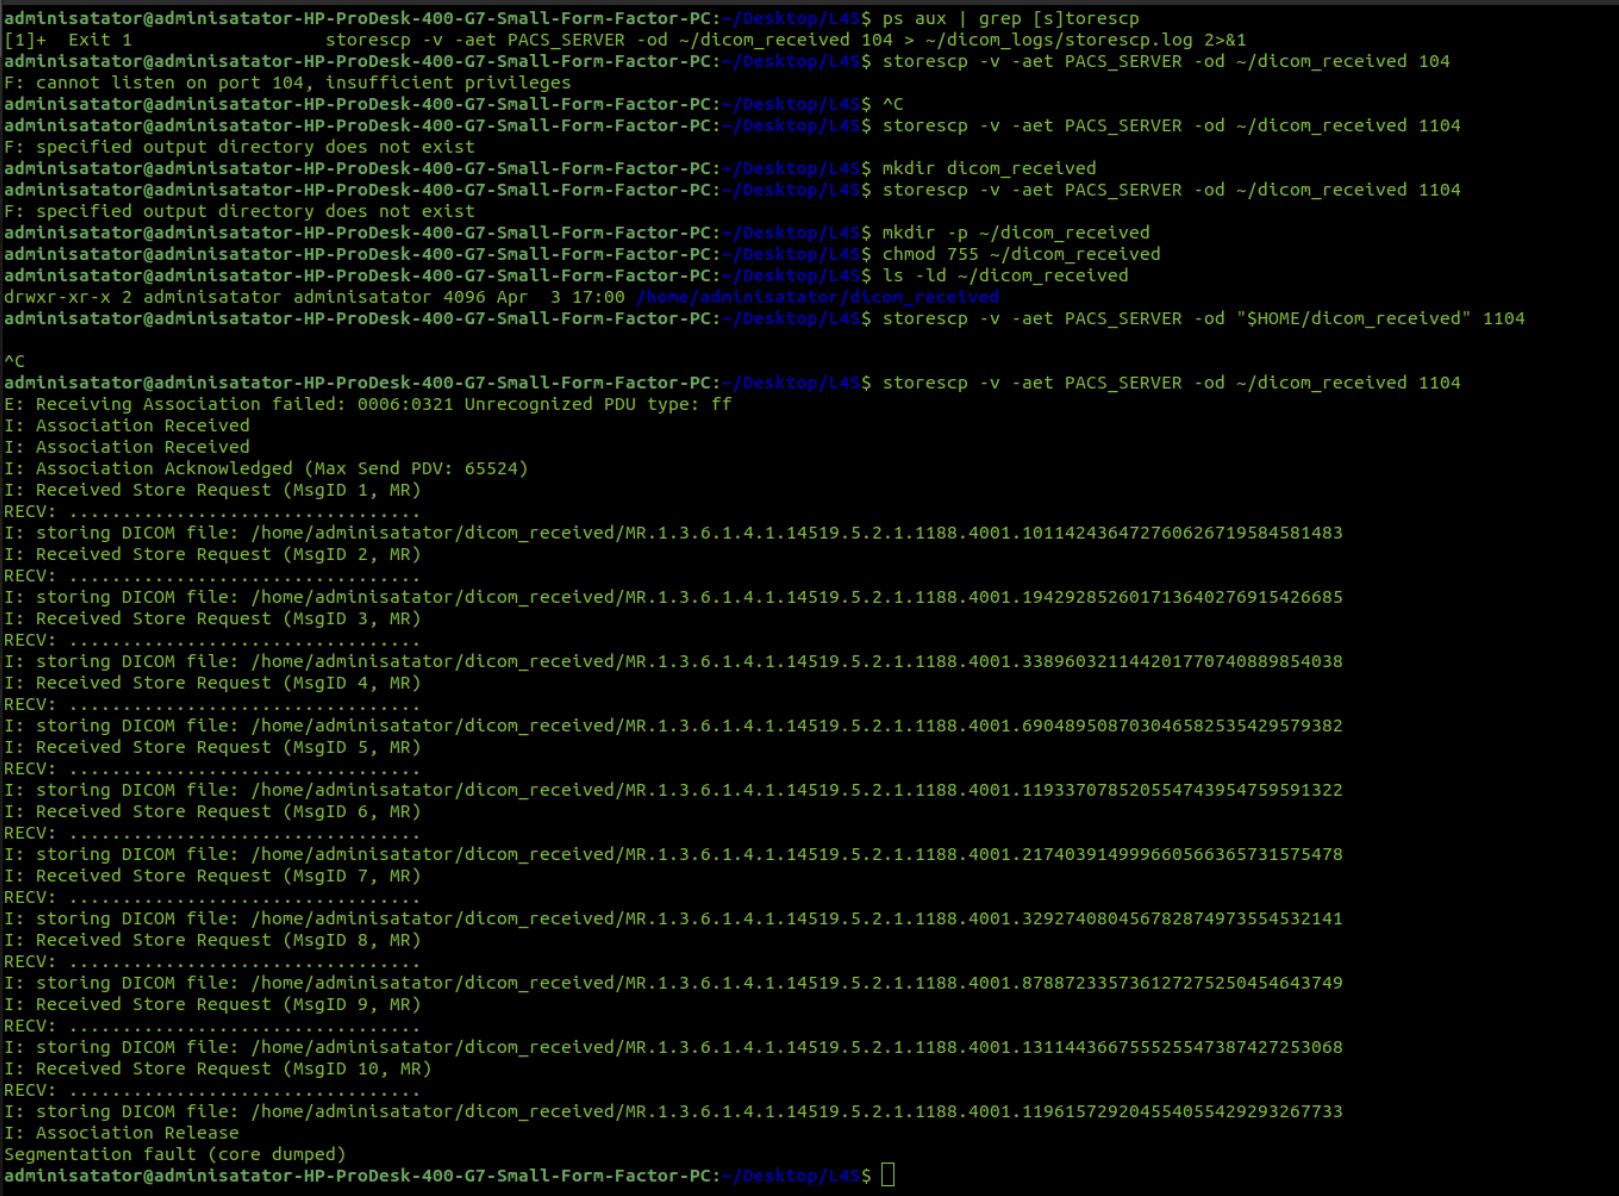 adminisatator@adminisatator-HP-ProDesk-400-G7-Small-Form-Factor-PC:~/Desktop/L4S$ ps aux | grep [s]torescp
[1]+  Exit 1                  storescp -v -aet PACS_SERVER -od ~/dicom_received 104 > ~/dicom_logs/storescp.log 2>&1
adminisatator@adminisatator-HP-ProDesk-400-G7-Small-Form-Factor-PC:~/Desktop/L4S$ storescp -v -aet PACS_SERVER -od ~/dicom_received 104
F: cannot listen on port 104, insufficient privileges
adminisatator@adminisatator-HP-ProDesk-400-G7-Small-Form-Factor-PC:~/Desktop/L4S$ ^C
adminisatator@adminisatator-HP-ProDesk-400-G7-Small-Form-Factor-PC:~/Desktop/L4S$ storescp -v -aet PACS_SERVER -od ~/dicom_received 1104
F: specified output directory does not exist
adminisatator@adminisatator-HP-ProDesk-400-G7-Small-Form-Factor-PC:~/Desktop/L4S$ mkdir dicom_received
adminisatator@adminisatator-HP-ProDesk-400-G7-Small-Form-Factor-PC:~/Desktop/L4S$ storescp -v -aet PACS_SERVER -od ~/dicom_received 1104
F: specified output directory does not exist
adminisatator@adminisatator-HP-ProDesk-400-G7-Small-Form-Factor-PC:~/Desktop/L4S$ mkdir -p ~/dicom_received
adminisatator@adminisatator-HP-ProDesk-400-G7-Small-Form-Factor-PC:~/Desktop/L4S$ chmod 755 ~/dicom_received
adminisatator@adminisatator-HP-ProDesk-400-G7-Small-Form-Factor-PC:~/Desktop/L4S$ ls -ld ~/dicom_received
drwxr-xr-x 2 adminisatator adminisatator 4096 Apr  3 17:00 /home/adminisatator/dicom_received
adminisatator@adminisatator-HP-ProDesk-400-G7-Small-Form-Factor-PC:~/Desktop/L4S$ storescp -v -aet PACS_SERVER -od "$HOME/dicom_received" 1104
^C
adminisatator@adminisatator-HP-ProDesk-400-G7-Small-Form-Factor-PC:~/Desktop/L4S$ storescp -v -aet PACS_SERVER -od ~/dicom_received 1104
E: Receiving Association failed: 0006:0321 Unrecognized PDU type: ff
I: Association Received
I: Association Received
I: Association Acknowledged (Max Send PDV: 65524)
I: Received Store Request (MsgID 1, MR)
RECV: .................................
I: storing DICOM file: /home/adminisatator/dicom_received/MR.1.3.6.1.4.1.14519.5.2.1.1188.4001.101142436472760626719584581483
I: Received Store Request (MsgID 2, MR)
RECV: .................................
I: storing DICOM file: /home/adminisatator/dicom_received/MR.1.3.6.1.4.1.14519.5.2.1.1188.4001.194292852601713640276915426685
I: Received Store Request (MsgID 3, MR)
RECV: .................................
I: storing DICOM file: /home/adminisatator/dicom_received/MR.1.3.6.1.4.1.14519.5.2.1.1188.4001.338960321144201770740889854038
I: Received Store Request (MsgID 4, MR)
RECV: .................................
I: storing DICOM file: /home/adminisatator/dicom_received/MR.1.3.6.1.4.1.14519.5.2.1.1188.4001.690489508703046582535429579382
I: Received Store Request (MsgID 5, MR)
RECV: .................................
I: storing DICOM file: /home/adminisatator/dicom_received/MR.1.3.6.1.4.1.14519.5.2.1.1188.4001.119337078520554743954759591322
I: Received Store Request (MsgID 6, MR)
RECV: .................................
I: storing DICOM file: /home/adminisatator/dicom_received/MR.1.3.6.1.4.1.14519.5.2.1.1188.4001.217403914999660566365731575478
I: Received Store Request (MsgID 7, MR)
RECV: .................................
I: storing DICOM file: /home/adminisatator/dicom_received/MR.1.3.6.1.4.1.14519.5.2.1.1188.4001.329274080456782874973554532141
I: Received Store Request (MsgID 8, MR)
RECV: .................................
I: storing DICOM file: /home/adminisatator/dicom_received/MR.1.3.6.1.4.1.14519.5.2.1.1188.4001.878872335736127275250454643749
I: Received Store Request (MsgID 9, MR)
RECV: .................................
I: storing DICOM file: /home/adminisatator/dicom_received/MR.1.3.6.1.4.1.14519.5.2.1.1188.4001.131144366755525547387427253068
I: Received Store Request (MsgID 10, MR)
RECV: .................................
I: storing DICOM file: /home/adminisatator/dicom_received/MR.1.3.6.1.4.1.14519.5.2.1.1188.4001.119615729204554055429293267733
I: Association Release
Segmentation fault (core dumped)
adminisatator@adminisatator-HP-ProDesk-400-G7-Small-Form-Factor-PC:~/Desktop/L4S$